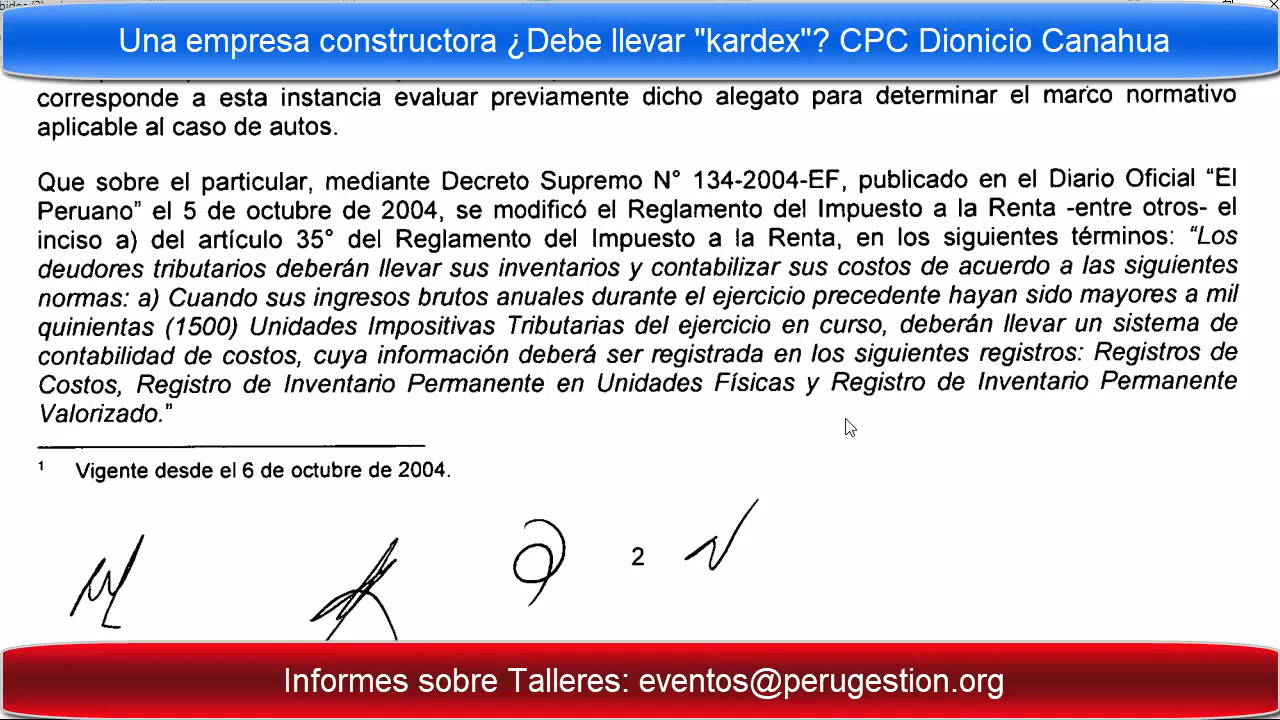 Una empresa constructora ¿Debe llevar "kardex"? CPC Dionicio Canahua
corresponde a esta instancia evaluar previamente dicho alegato para determinar el marco normativo
aplicable al caso de autos.
Que sobre el particular, mediante Decreto Supremo N° 134-2004-EF, publicado en el Diario Oficial “El
Peruano” el 5 de octubre de 2004, se modificó el Reglamento del Impuesto a la Renta -entre otros- el
inciso a) del artículo 35° del Reglamento del Impuesto a la Renta, en los siguientes términos: “Los
deudores tributarios deberán llevar sus inventarios y contabilizar sus costos de acuerdo a las siguientes
normas: a) Cuando sus ingresos brutos anuales durante el ejercicio precedente hayan sido mayores a mil
quinientas (1500) Unidades Impositivas Tributarias del ejercicio en curso, deberán llevar un sistema de
contabilidad de costos, cuya información deberá ser registrada en los siguientes registros: Registros de
Costos, Registro de Inventario Permanente en Unidades Físicas y Registro de Inventario Permanente
Valorizado.”
1 Vigente desde el 6 de octubre de 2004.
2
Informes sobre Talleres: eventos@perugestion.org